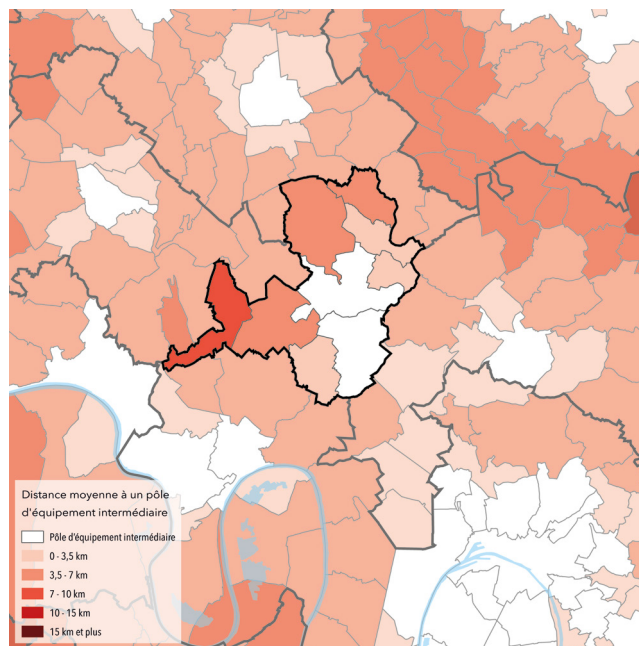 Distance moyenne à un pôle
d'équipement intermédiaire
Pôle d'équipement intermédiaire
0 - 3,5 km
3,5 - 7 km
7 - 10 km
10 - 15 km
15 km et plus